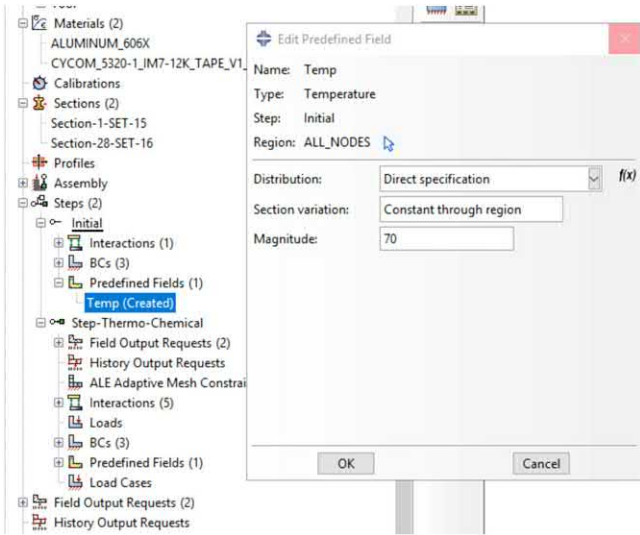 Materials (2)
ALUMINUM_606X
CYCOM_5320-1_IM7-12K_TAPE_V1_
Calibrations
Sections (2)
Section-1-SET-15
Section-28-SET-16
Profiles
Assembly
Steps (2)
Initial
Interactions (1)
BCs (3)
Predefined Fields (1)
Temp (Created)
Step-Thermo-Chemical
Field Output Requests (2)
History Output Requests
ALE Adaptive Mesh Constrai
Interactions (5)
Loads
BCs (3)
Predefined Fields (1)
Load Cases
Field Output Requests (2)
History Output Requests
Edit Predefined Field
Name: Temp
Type: Temperature
Step: Initial
Region: ALL_NODES
Distribution: Direct specification f(x)
Section variation: Constant through region
Magnitude: 70
OK Cancel